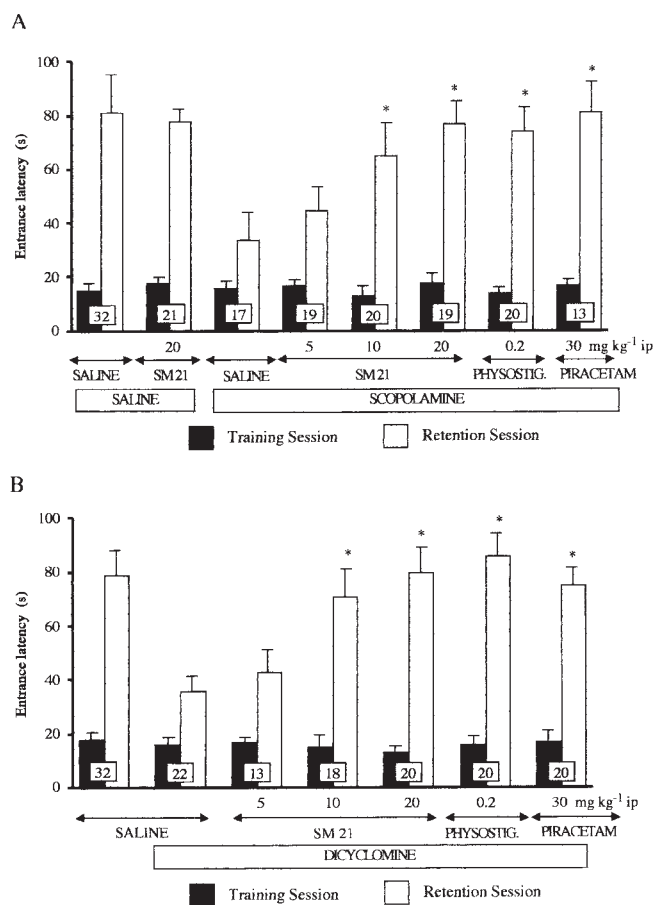 A
100
80
60
40
20
0
Entrance latency (s)
* * * *
32 21 17 19 20 19 20 13
20 5 10 20 0.2 30 mg kg⁻¹ ip
SALINE SM21 SALINE SM21 PHYSOSTIG. PIRACETAM
SALINE SCOPOLAMINE
Training Session Retention Session
B
100
80
60
40
20
0
Entrance latency (s)
* * * *
32 22 13 18 20 20 20
5 10 20 0.2 30 mg kg⁻¹ ip
SALINE SM 21 PHYSOSTIG. PIRACETAM
DICYCLOMINE
Training Session Retention Session